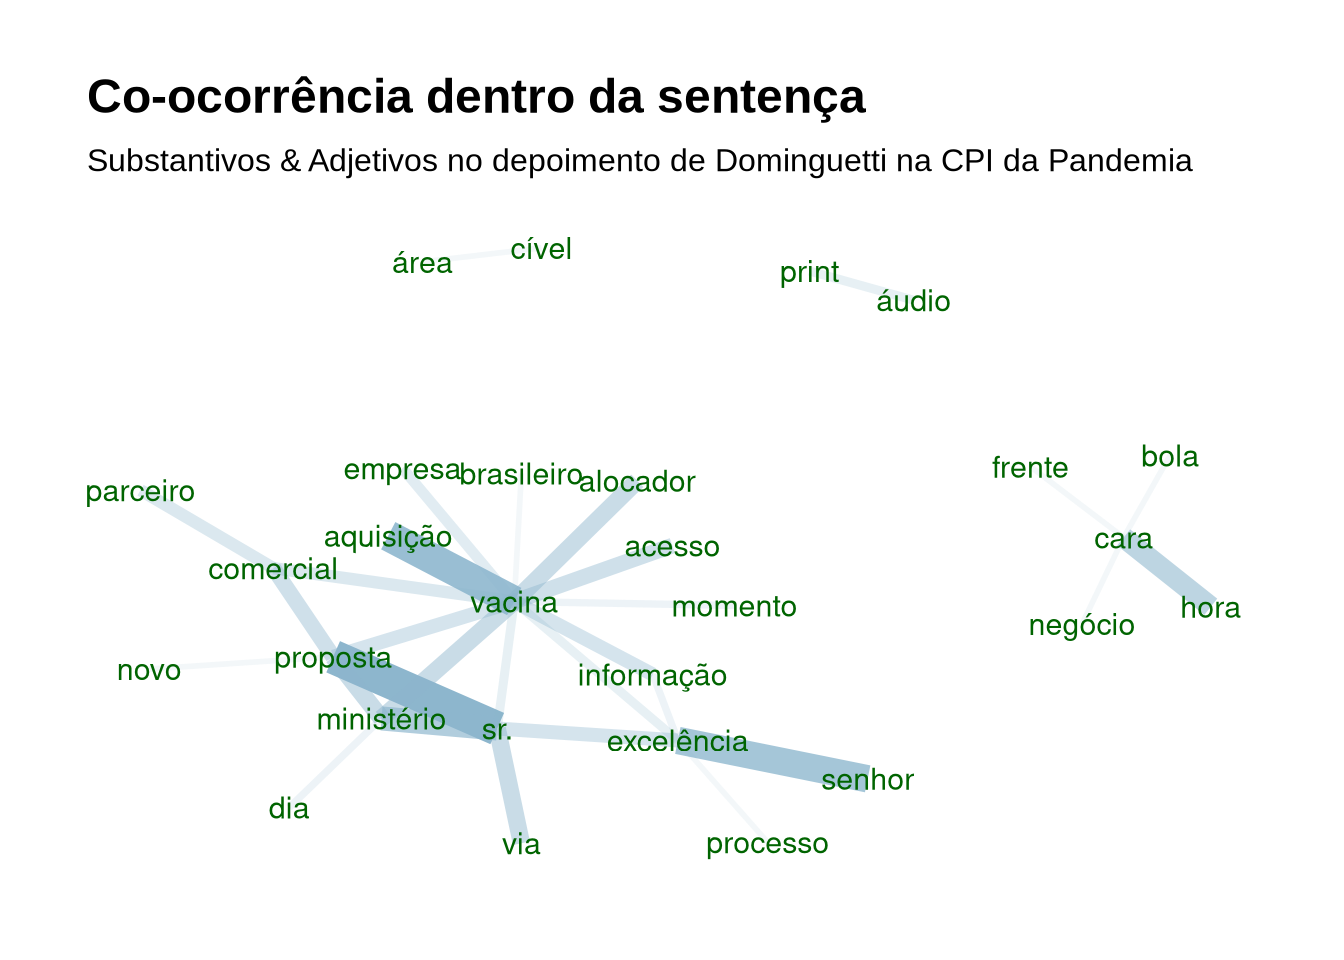 Co-ocorrência dentro da sentença
Substantivos & Adjetivos no depoimento de Dominguetti na CPI da Pandemia
cível
área
print
áudio
bola
frente
empresa
brasileiro
alocador
parceiro
aquisição
cara
acesso
comercial
vacina
momento
hora
negócio
proposta
novo
informação
ministério
sr.
excelência
senhor
dia
via
processo